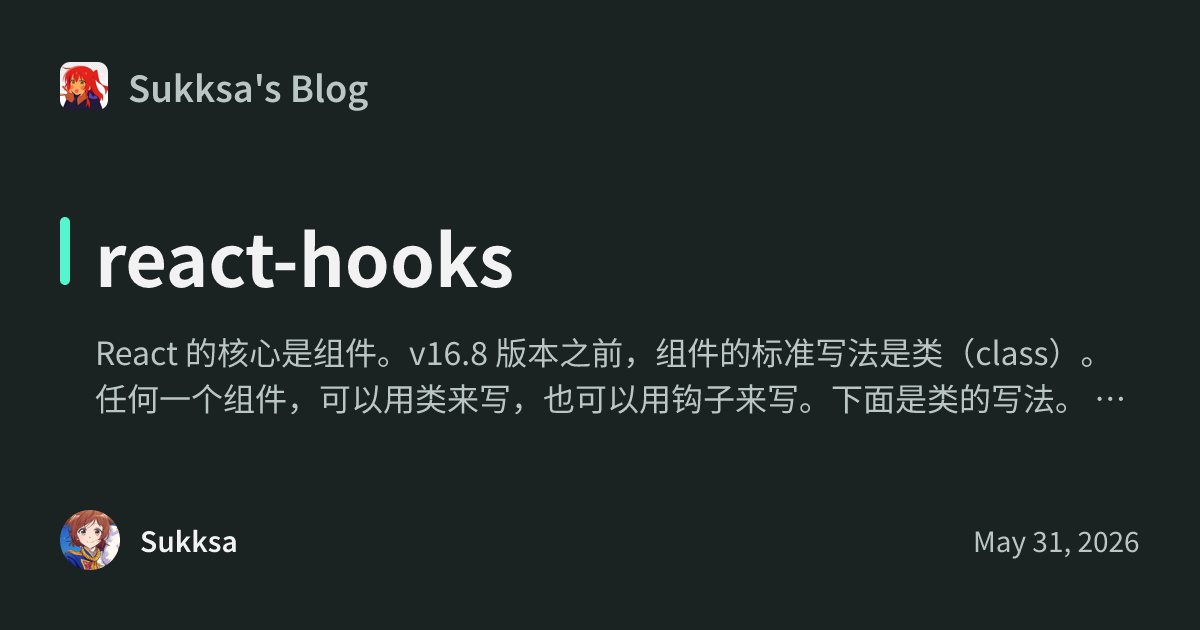 Sukksa's Blog
react-hooks
React 的核心是组件。v16.8 版本之前，组件的标准写法是类（class）。
任何一个组件，可以用类来写，也可以用钩子来写。下面是类的写法。 …
Sukksa
May 31, 2026